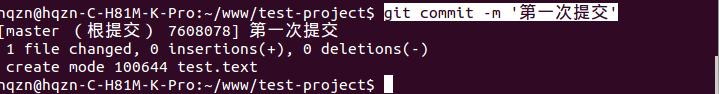 hqzn@hqzn-C-H81M-K-Pro:~/www/test-project$ git commit -m '第一次提交'
[master （根提交） 7608078] 第一次提交
 1 file changed, 0 insertions(+), 0 deletions(-)
 create mode 100644 test.text
hqzn@hqzn-C-H81M-K-Pro:~/www/test-project$